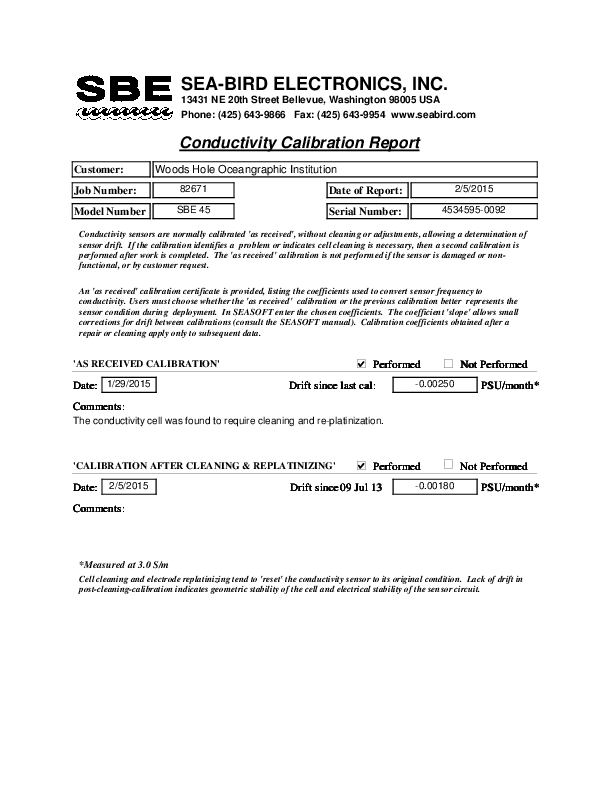 SBE SEA-BIRD ELECTRONICS, INC.
13431 NE 20th Street Bellevue, Washington 98005 USA
Phone: (425) 643-9866 Fax: (425) 643-9954 www.seabird.com
Conductivity Calibration Report
Customer: Woods Hole Oceangraphic Institution
Job Number: 82671 Date of Report: 2/5/2015
Model Number SBE 45 Serial Number: 4534595-0092
Conductivity sensors are normally calibrated 'as received', without cleaning or adjustments, allowing a determination of
sensor drift. If the calibration identifies a problem or indicates cell cleaning is necessary, then a second calibration is
performed after work is completed. The 'as received' calibration is not performed if the sensor is damaged or non-
functional, or by customer request.
An 'as received' calibration certificate is provided, listing the coefficients used to convert sensor frequency to
conductivity. Users must choose whether the 'as received' calibration or the previous calibration better represents the
sensor condition during deployment. In SEASOFT enter the chosen coefficients. The coefficient 'slope' allows small
corrections for drift between calibrations (consult the SEASOFT manual). Calibration coefficients obtained after a
repair or cleaning apply only to subsequent data.
'AS RECEIVED CALIBRATION' Performed Not Performed
Date: 1/29/2015 Drift since last cal: -0.00250 PSU/month*
Comments:
The conductivity cell was found to require cleaning and re-platinization.
'CALIBRATION AFTER CLEANING & REPLATINIZING' Performed Not Performed
Date: 2/5/2015 Drift since 09 Jul 13 -0.00180 PSU/month*
Comments:
*Measured at 3.0 S/m
Cell cleaning and electrode replatinizing tend to 'reset' the conductivity sensor to its original condition. Lack of drift in
post-cleaning-calibration indicates geometric stability of the cell and electrical stability of the sensor circuit.